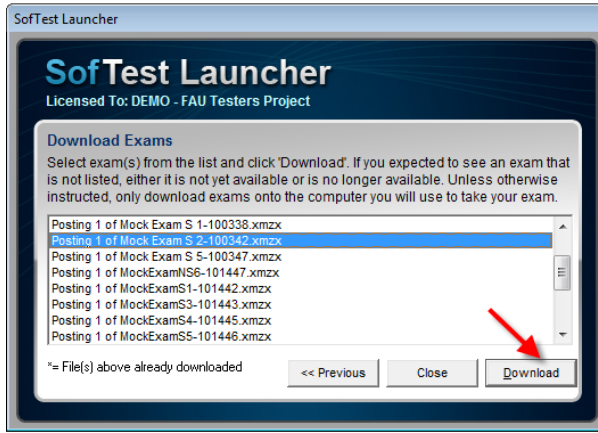 SofTest Launcher
SofTest Launcher
Licensed To: DEMO - FAU Testers Project
Download Exams
Select exam(s) from the list and click 'Download'. If you expected to see an exam that
is not listed, either it is not yet available or is no longer available. Unless otherwise
instructed, only download exams onto the computer you will use to take your exam.
Posting 1 of Mock Exam S 1-100338.xmzx
Posting 1 of Mock Exam S 2-100342.xmzx
Posting 1 of Mock Exam S 5-100347.xmzx
Posting 1 of MockExamNS6-101447.xmzx
Posting 1 of MockExamS1-101442.xmzx
Posting 1 of MockExamS3-101443.xmzx
Posting 1 of MockExamS4-101445.xmzx
Posting 1 of MockExamS5-101446.xmzx
*= File(s) above already downloaded
<< Previous
Close
Download